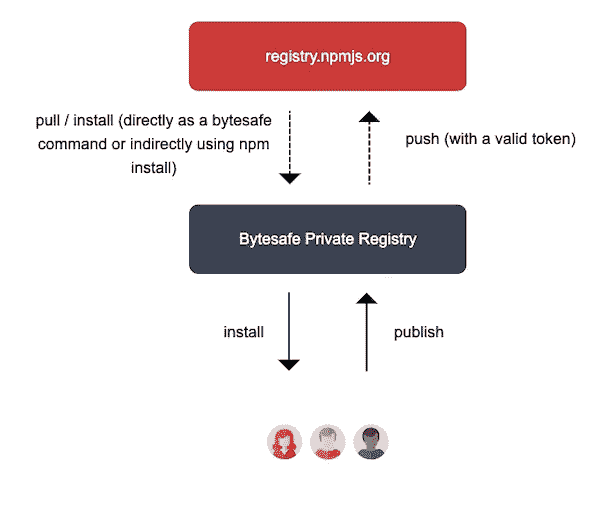 registry.npmjs.org
pull / install (directly as a bytesafe
command or indirectly using npm
install)
push (with a valid token)
Bytesafe Private Registry
install
publish